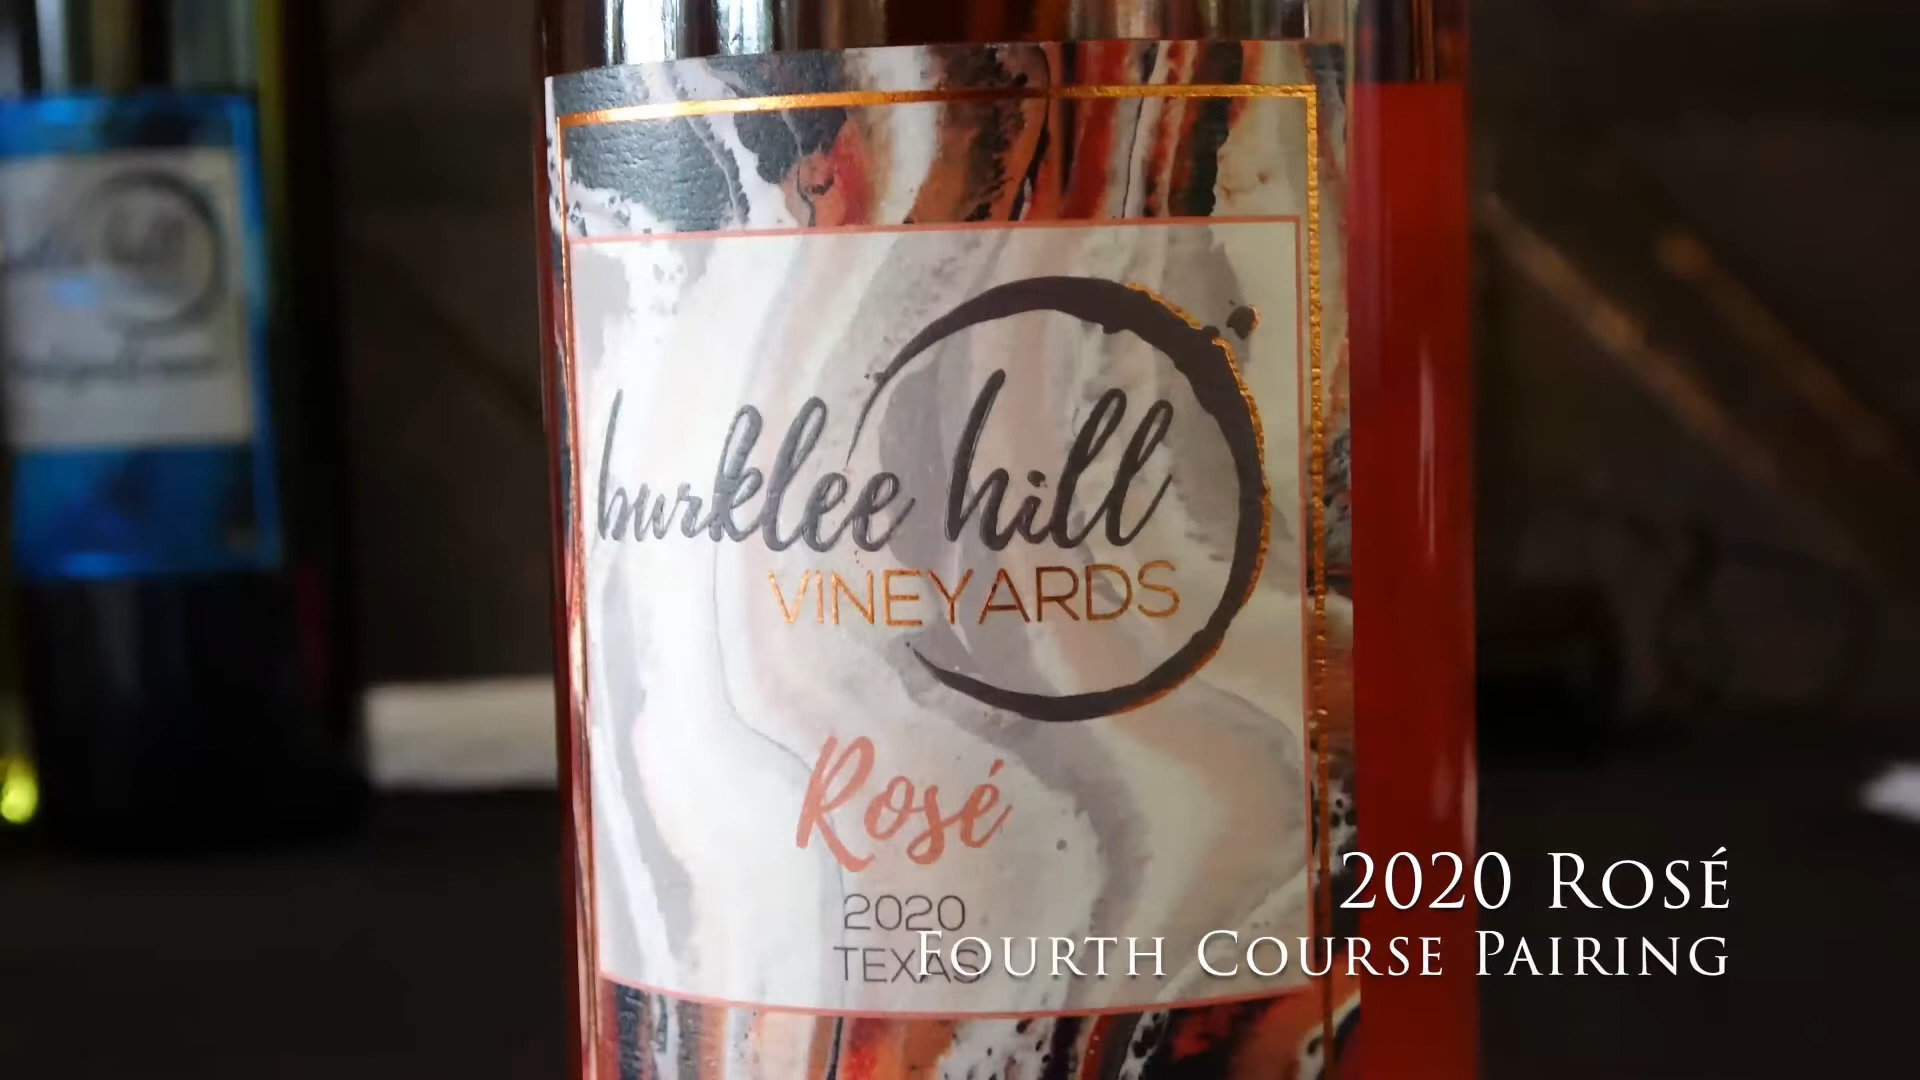 burklee hill
VINEYARDS
Rosé
2020
TEXAS
2020 ROSÉ
FOURTH COURSE PAIRING